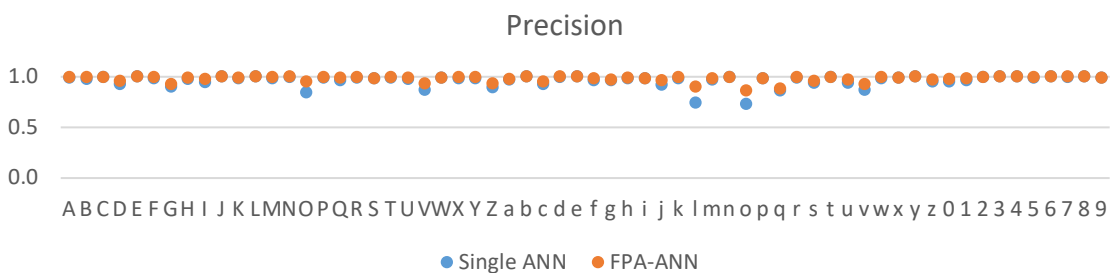 Precision
1.0
0.5
0.0
A B C D E F G H I J K L M N O P Q R S T U V W X Y Z a b c d e f g h i j k l m n o p q r s t u v w x y z 0 1 2 3 4 5 6 7 8 9
Single ANN FPA-ANN